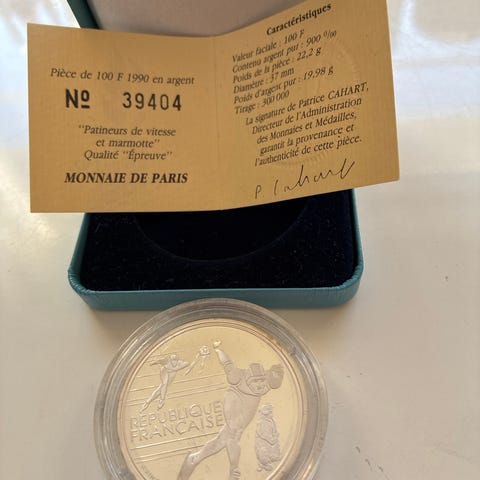 Pièce de 100 F 1990 en argent
Nº 39404
"Patineurs de vitesse
et marmotte"
Qualité "Épreuve"
MONNAIE DE PARIS
Caractéristiques
Valeur faciale : 100 F
Contenu argent pur : 900 ⁰/₀₀
Poids de la pièce : 22,2 g
Diamètre : 37 mm
Poids d'argent pur : 19,98 g
Tirage : 300 000
La signature de Patrice CAHART,
Directeur de l'Administration
des Monnaies et Médailles,
garantit la provenance et
l'authenticité de cette pièce.
P. Cahart
RÉPUBLIQUE
FRANÇAISE